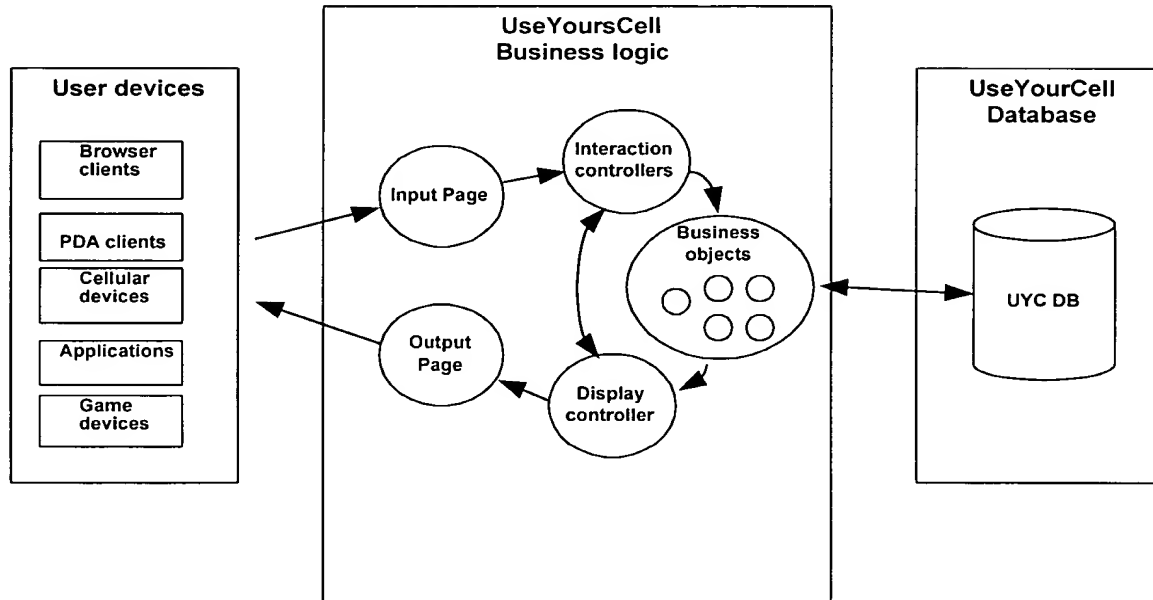 User devices
Browser
clients
PDA clients
Cellular
devices
Applications
Game
devices
UseYoursCell
Business logic
Input Page
Interaction
controllers
Business
objects
Output
Page
Display
controller
UseYourCell
Database
UYC DB